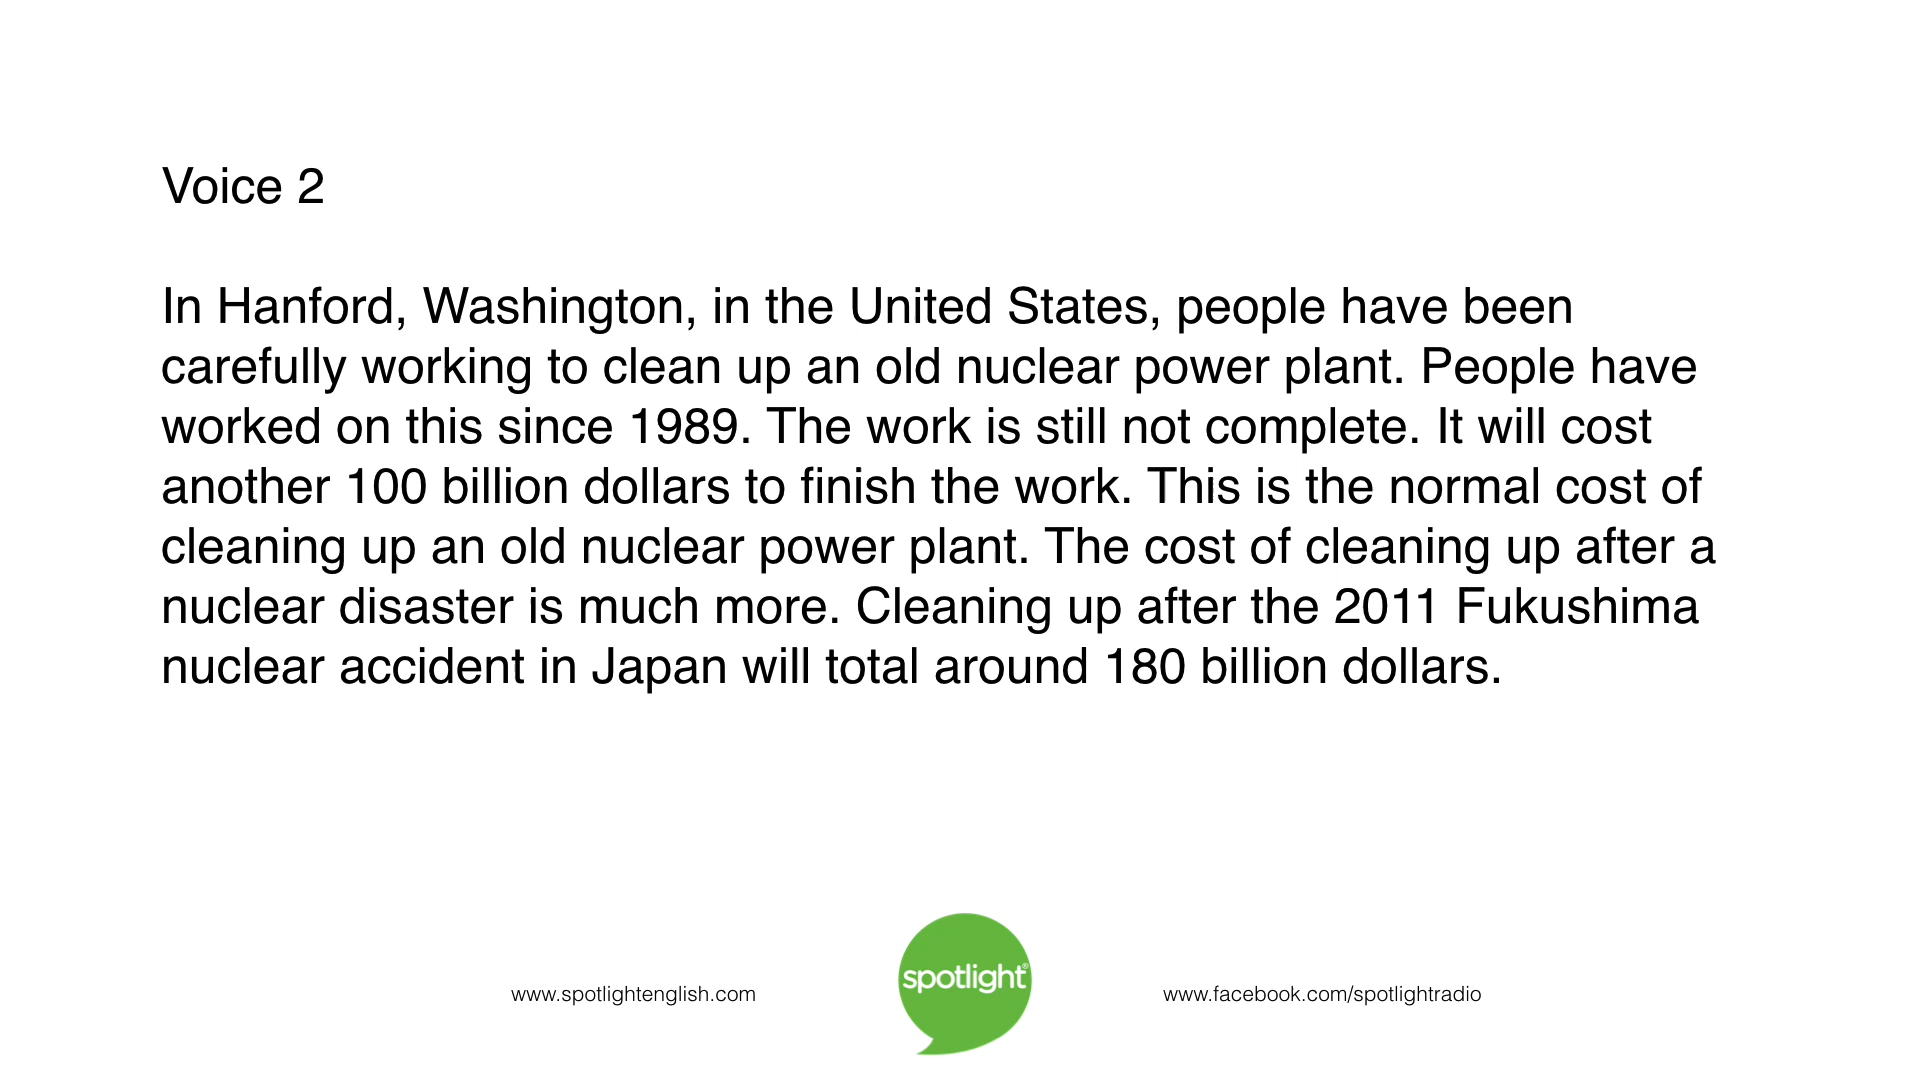 Voice 2
In Hanford, Washington, in the United States, people have been
carefully working to clean up an old nuclear power plant. People have
worked on this since 1989. The work is still not complete. It will cost
another 100 billion dollars to finish the work. This is the normal cost of
cleaning up an old nuclear power plant. The cost of cleaning up after a
nuclear disaster is much more. Cleaning up after the 2011 Fukushima
nuclear accident in Japan will total around 180 billion dollars.
www.spotlightenglish.com
spotlight®
www.facebook.com/spotlightradio